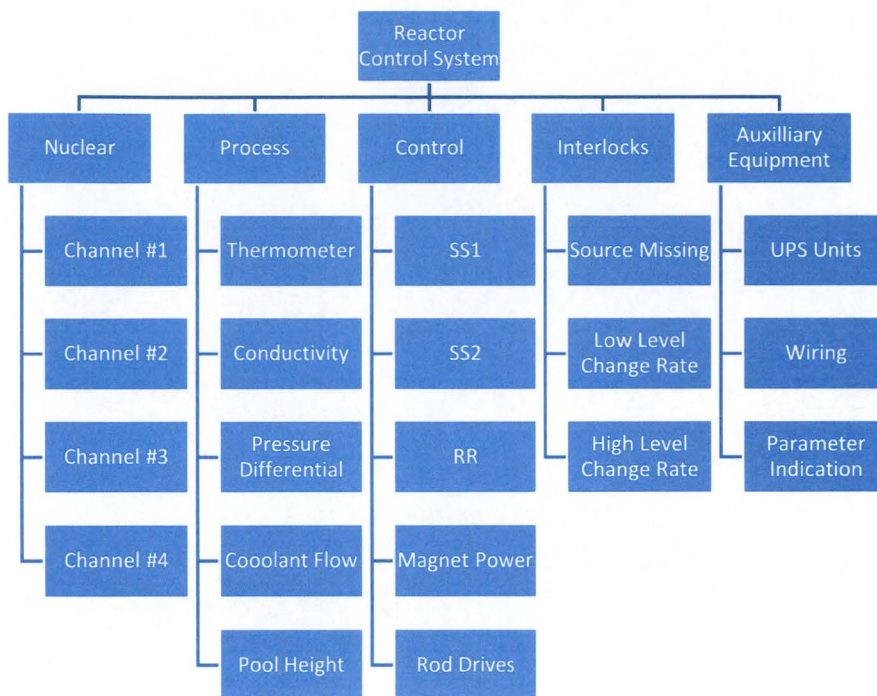 Reactor
Control System
Nuclear
Process
Control
Interlocks
Auxilliary
Equipment
Channel #1
Thermometer
SS1
Source Missing
UPS Units
Channel #2
Conductivity
SS2
Low Level
Change Rate
Wiring
Channel #3
Pressure
Differential
RR
High Level
Change Rate
Parameter
Indication
Channel #4
Cooolant Flow
Magnet Power
Pool Height
Rod Drives